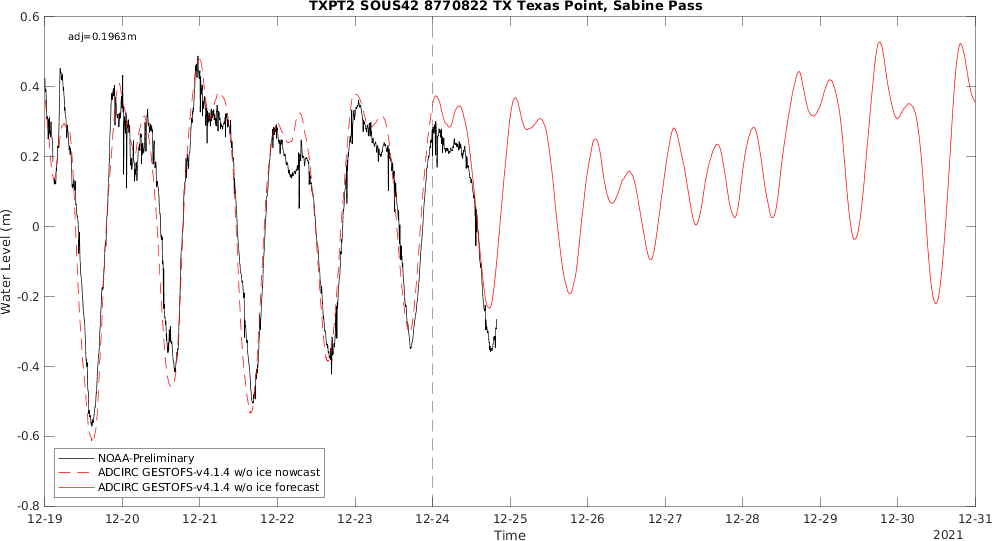 TXPT2 SOUS42 8770822 TX Texas Point, Sabine Pass
adj=0.1963m
0.6
0.4
0.2
0
-0.2
-0.4
-0.6
-0.8
Water Level (m)
NOAA-Preliminary
ADCIRC GESTOFS-v4.1.4 w/o ice nowcast
ADCIRC GESTOFS-v4.1.4 w/o ice forecast
12-19 12-20 12-21 12-22 12-23 12-24 12-25 12-26 12-27 12-28 12-29 12-30 12-31
Time
2021